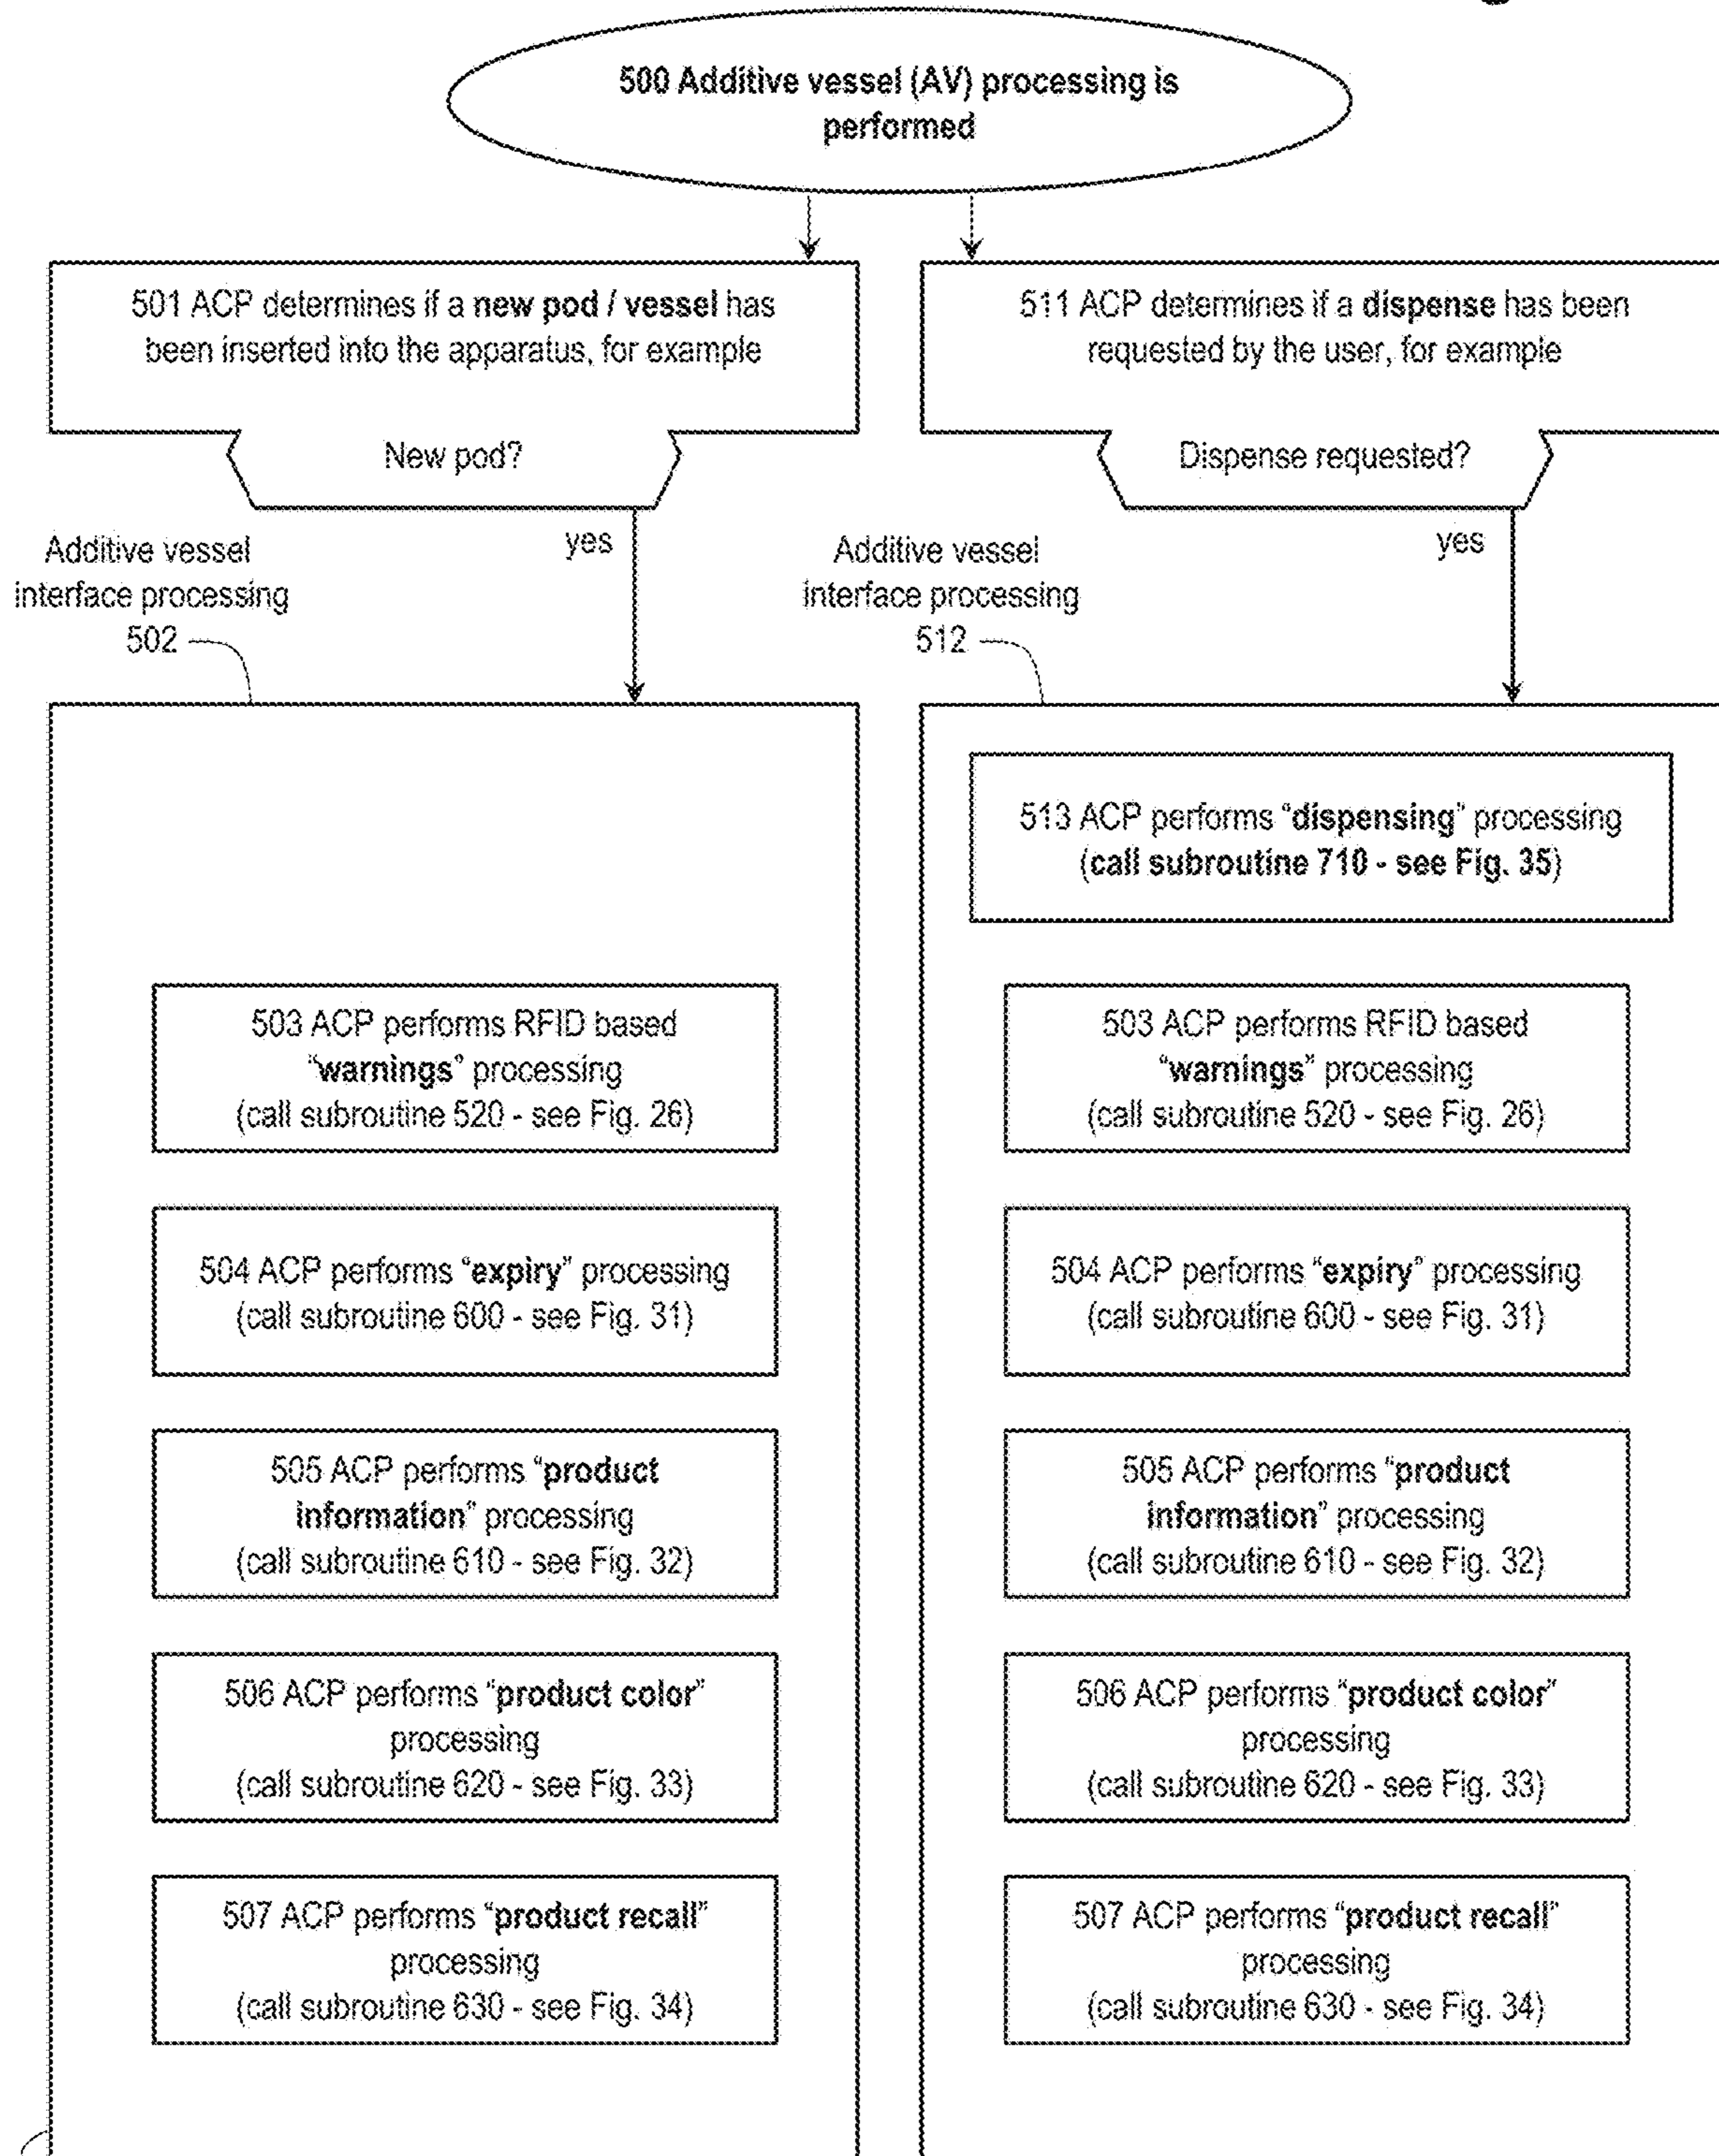 500 Additive vessel (AV) processing is
performed
501 ACP determines if a new pod / vessel has
been inserted into the apparatus, for example
New pod?
yes
Additive vessel
interface processing
502
503 ACP performs RFID based
"warnings" processing
(call subroutine 520 - see Fig. 26)
504 ACP performs "expiry" processing
(call subroutine 600 - see Fig. 31)
505 ACP performs "product
information" processing
(call subroutine 610 - see Fig. 32)
506 ACP performs "product color"
processing
(call subroutine 620 - see Fig. 33)
507 ACP performs "product recall"
processing
(call subroutine 630 - see Fig. 34)
511 ACP determines if a dispense has been
requested by the user, for example
Dispense requested?
yes
Additive vessel
interface processing
512
513 ACP performs "dispensing" processing
(call subroutine 710 - see Fig. 35)
503 ACP performs RFID based
"warnings" processing
(call subroutine 520 - see Fig. 26)
504 ACP performs "expiry" processing
(call subroutine 600 - see Fig. 31)
505 ACP performs "product
information" processing
(call subroutine 610 - see Fig. 32)
506 ACP performs "product color"
processing
(call subroutine 620 - see Fig. 33)
507 ACP performs "product recall"
processing
(call subroutine 630 - see Fig. 34)